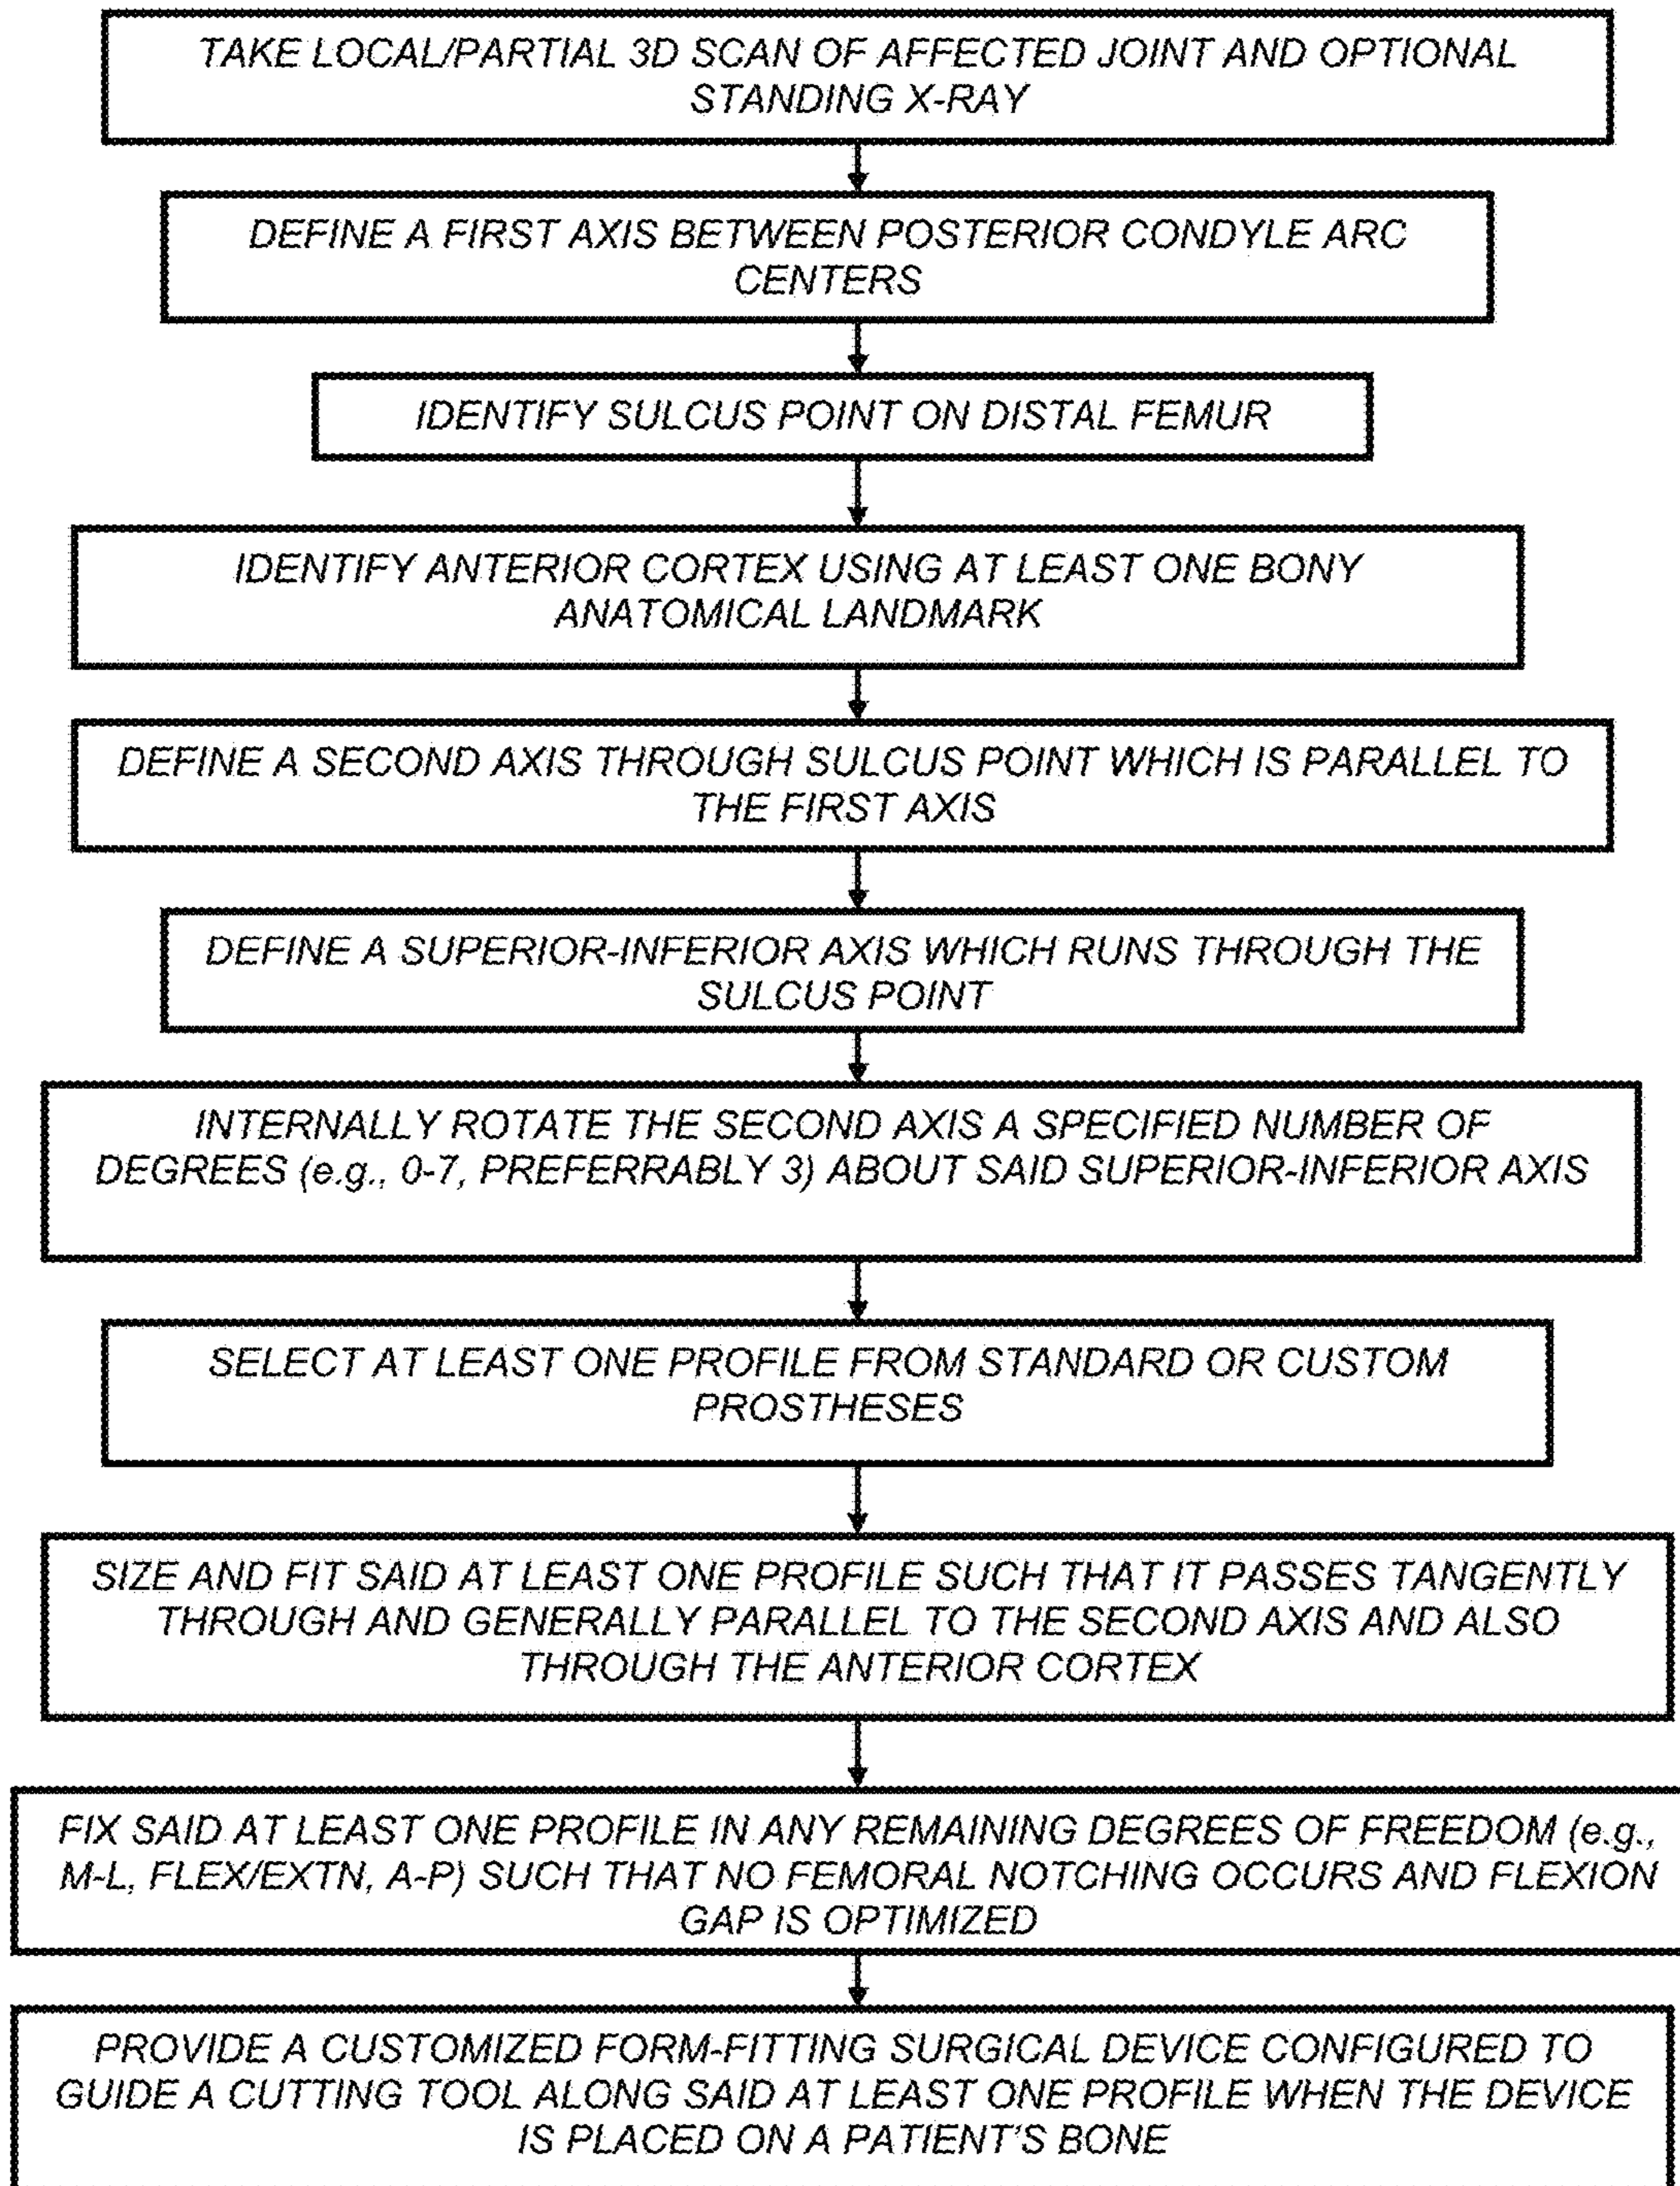 TAKE LOCAL/PARTIAL 3D SCAN OF AFFECTED JOINT AND OPTIONAL
STANDING X-RAY
DEFINE A FIRST AXIS BETWEEN POSTERIOR CONDYLE ARC
CENTERS
IDENTIFY SULCUS POINT ON DISTAL FEMUR
IDENTIFY ANTERIOR CORTEX USING AT LEAST ONE BONY
ANATOMICAL LANDMARK
DEFINE A SECOND AXIS THROUGH SULCUS POINT WHICH IS PARALLEL TO
THE FIRST AXIS
DEFINE A SUPERIOR-INFERIOR AXIS WHICH RUNS THROUGH THE
SULCUS POINT
INTERNALLY ROTATE THE SECOND AXIS A SPECIFIED NUMBER OF
DEGREES (e.g., 0-7, PREFERRABLY 3) ABOUT SAID SUPERIOR-INFERIOR AXIS
SELECT AT LEAST ONE PROFILE FROM STANDARD OR CUSTOM
PROSTHESES
SIZE AND FIT SAID AT LEAST ONE PROFILE SUCH THAT IT PASSES TANGENTLY
THROUGH AND GENERALLY PARALLEL TO THE SECOND AXIS AND ALSO
THROUGH THE ANTERIOR CORTEX
FIX SAID AT LEAST ONE PROFILE IN ANY REMAINING DEGREES OF FREEDOM (e.g.,
M-L, FLEX/EXTN, A-P) SUCH THAT NO FEMORAL NOTCHING OCCURS AND FLEXION
GAP IS OPTIMIZED
PROVIDE A CUSTOMIZED FORM-FITTING SURGICAL DEVICE CONFIGURED TO
GUIDE A CUTTING TOOL ALONG SAID AT LEAST ONE PROFILE WHEN THE DEVICE
IS PLACED ON A PATIENT'S BONE